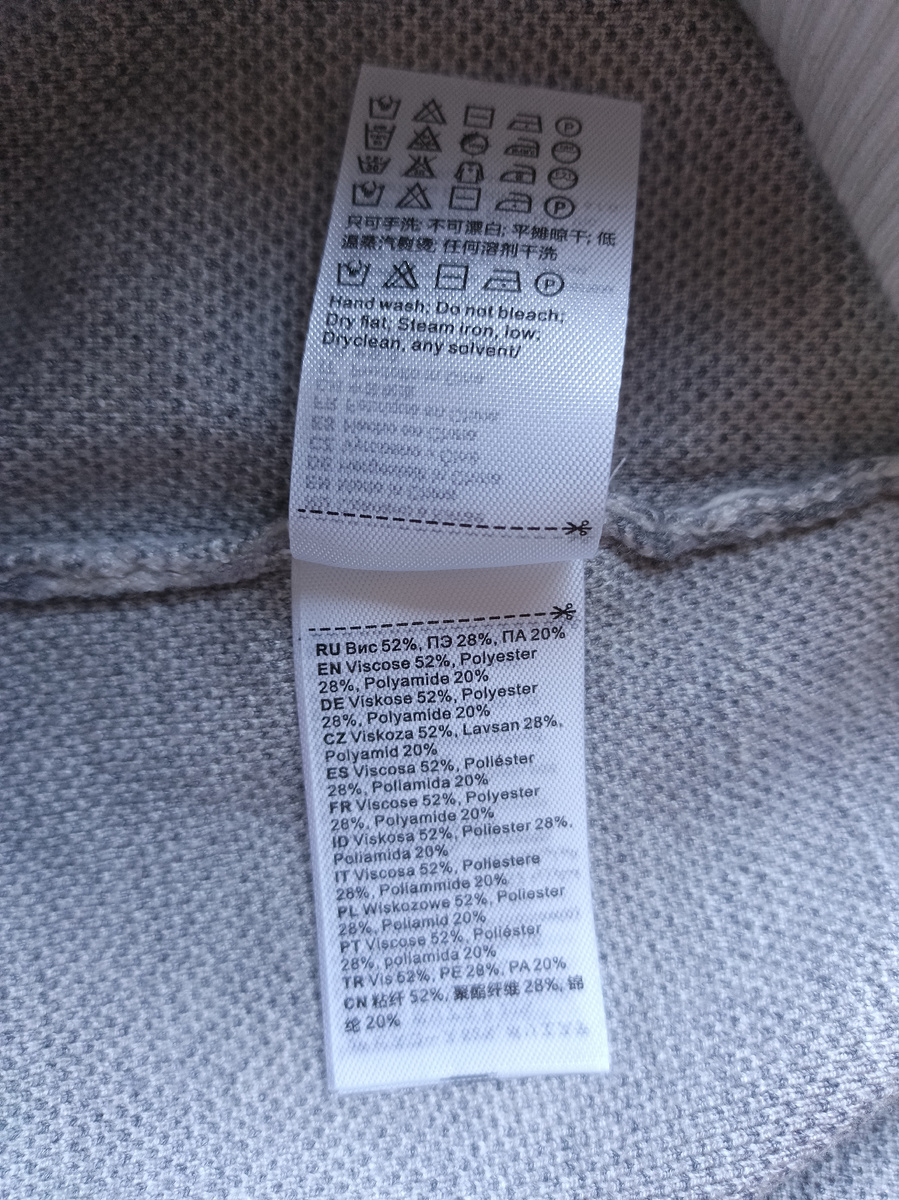 P
P
只可手洗; 不可漂白; 平摊晾干; 低
温蒸汽熨烫; 任何溶剂干洗
P
Hand wash; Do not bleach;
Dry flat; Steam iron, low;
Dryclean, any solvent/
RU Вис 52%, ПЭ 28%, ПА 20%
EN Viscose 52%, Polyester
28%, Polyamide 20%
DE Viskose 52%, Polyester
28%, Polyamide 20%
CZ Viskoza 52%, Lavsan 28%,
Polyamid 20%
ES Viscosa 52%, Poliéster
28%, Poliamida 20%
FR Viscose 52%, Polyester
28%, Polyamide 20%
ID Viskosa 52%, Poliester 28%,
Poliamida 20%
IT Viscosa 52%, Poliestere
28%, Poliammide 20%
PL Wiskozowe 52%, Poliester
28%, Poliamid 20%
PT Viscose 52%, Poliéster
28%, poliamida 20%
TR Vis 52%, PE 28%, PA 20%
CN 粘纤 52%, 聚酯纤维 28%, 锦
纶 20%